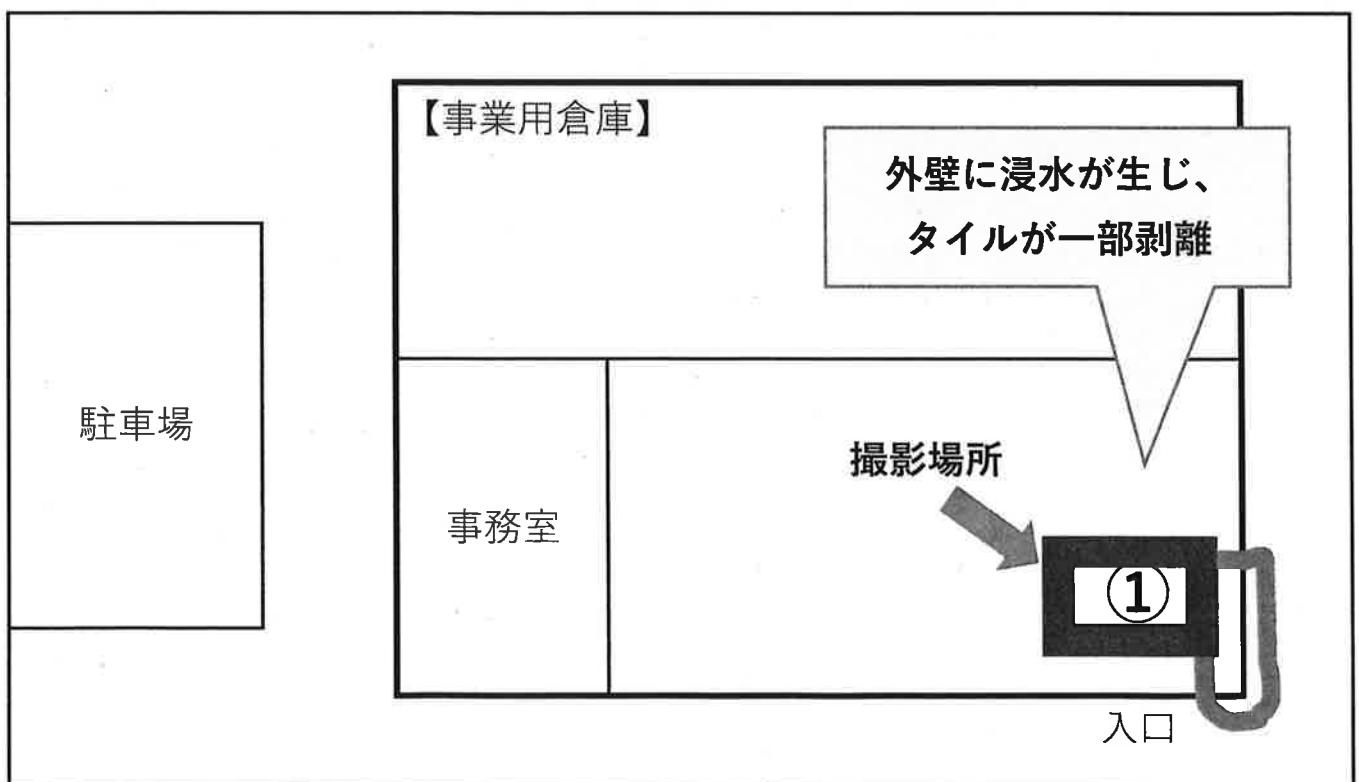 【事業用倉庫】
外壁に浸水が生じ、
タイルが一部剥離
駐車場
撮影場所
事務室
①
入口